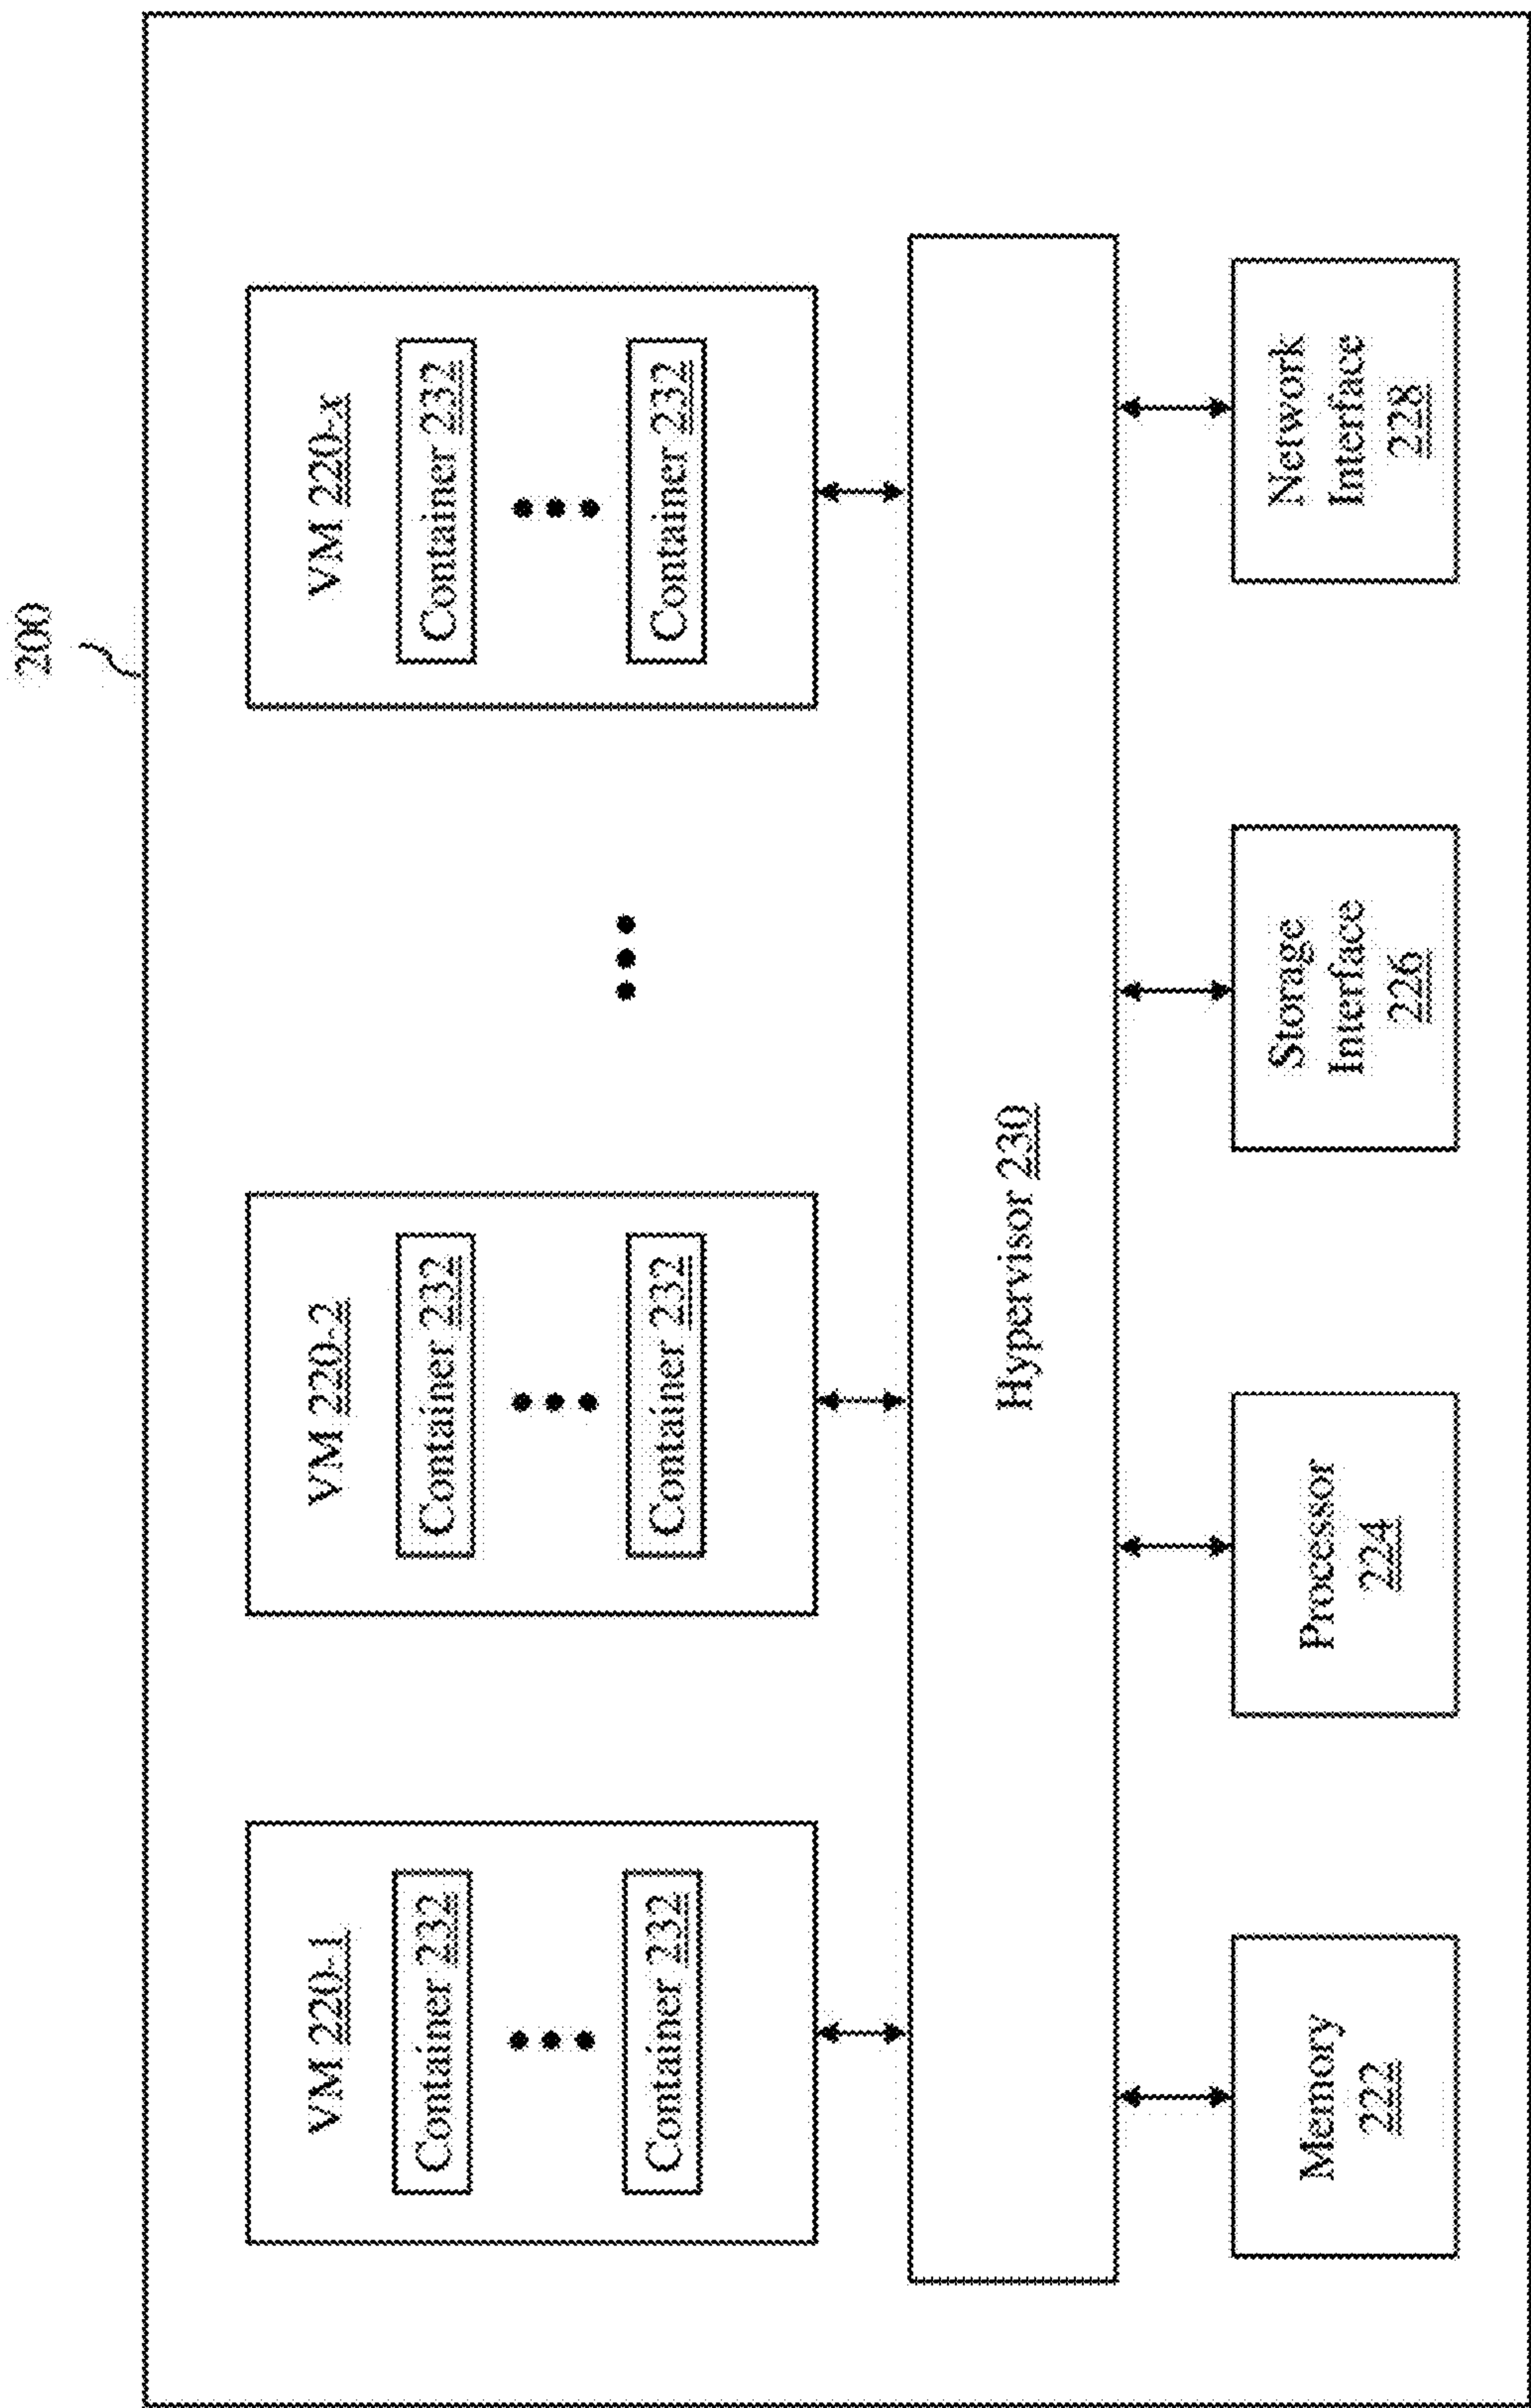 200
VM 220-1
Container 232
Container 232
VM 220-2
Container 232
Container 232
VM 220-x
Container 232
Container 232
Hypervisor 230
Memory
222
Processor
224
Storage
Interface
226
Network
Interface
228